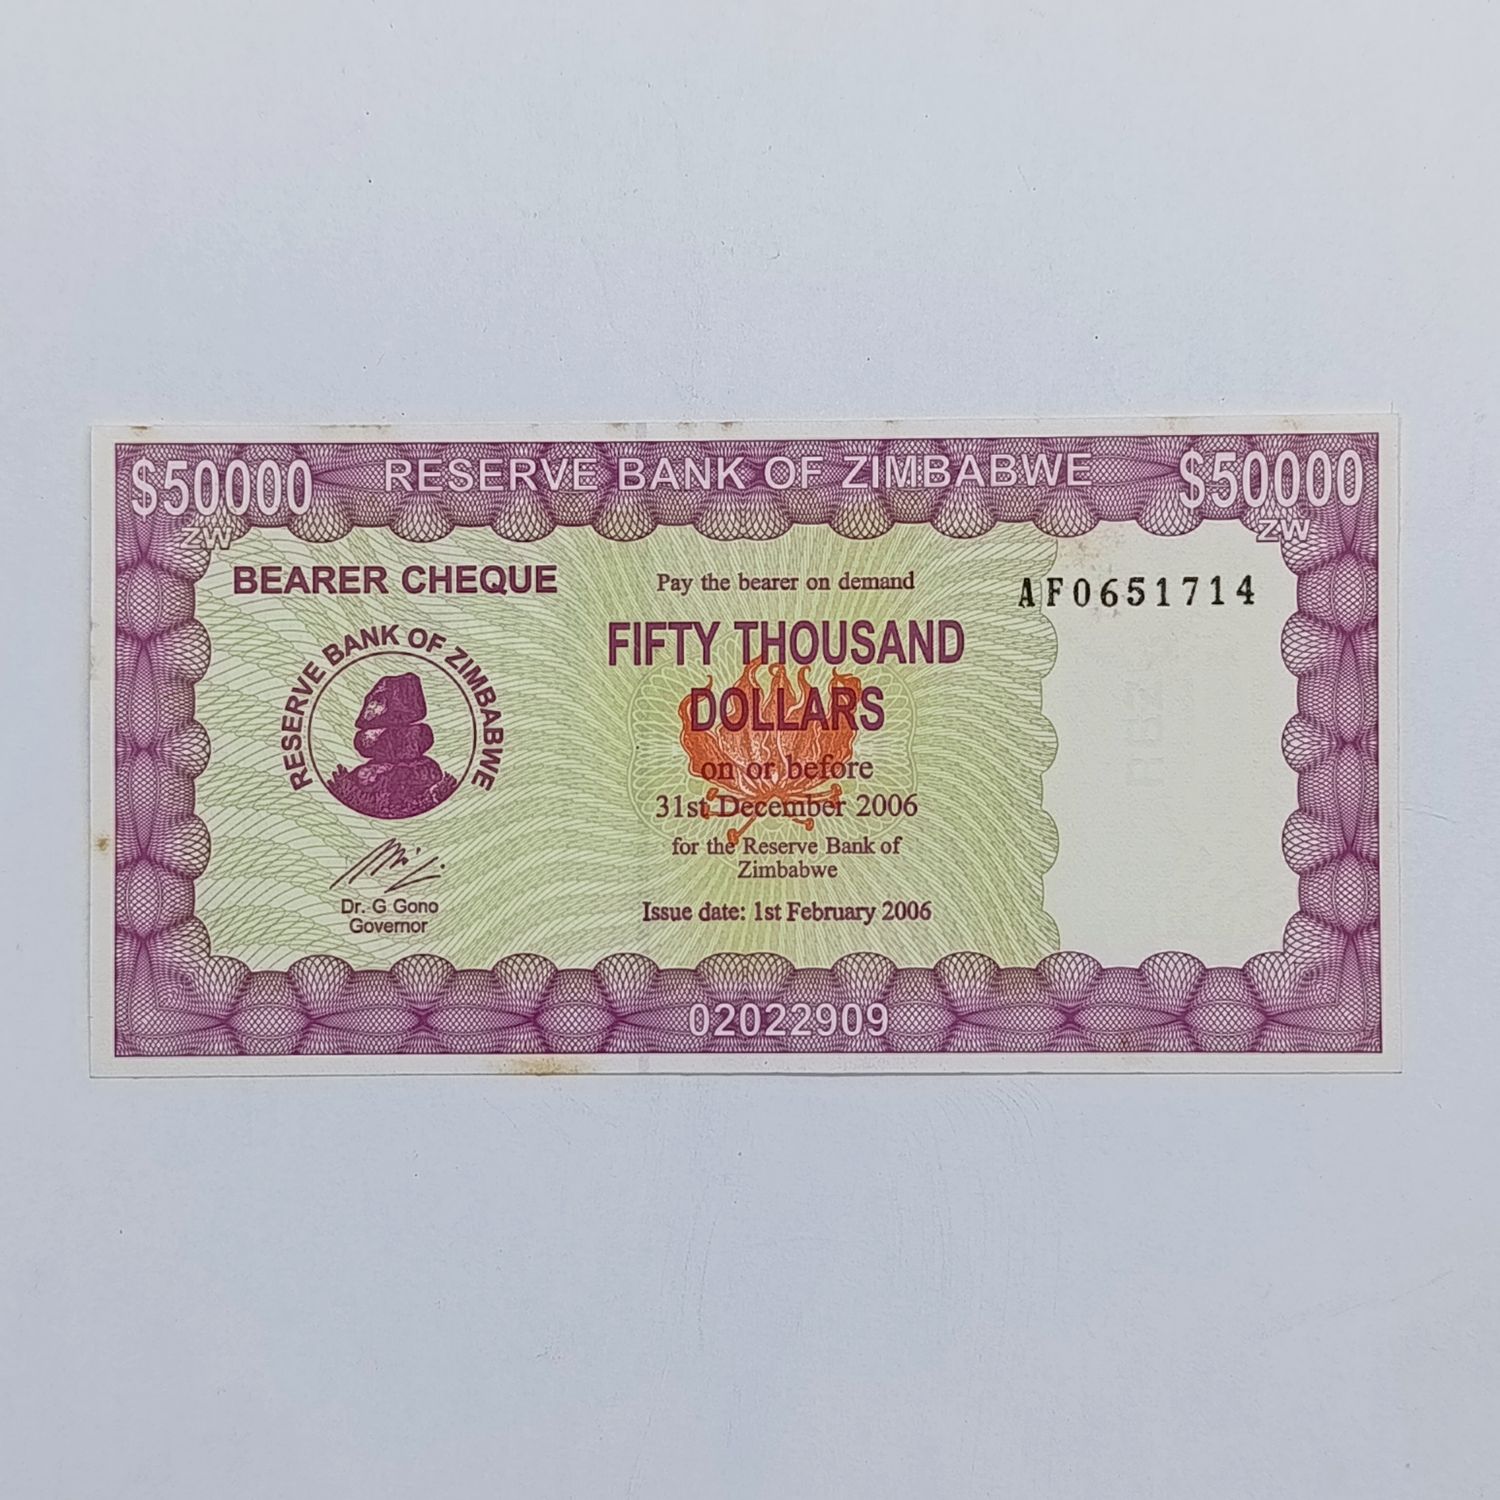 $50000 RESERVE BANK OF ZIMBABWE $50000
ZW ZW
BEARER CHEQUE
RESERVE BANK OF ZIMBABWE
Dr. G Gono
Governor
Pay the bearer on demand
FIFTY THOUSAND
DOLLARS
on or before
31st December 2006
for the Reserve Bank of
Zimbabwe
Issue date: 1st February 2006
AF0651714
02022909